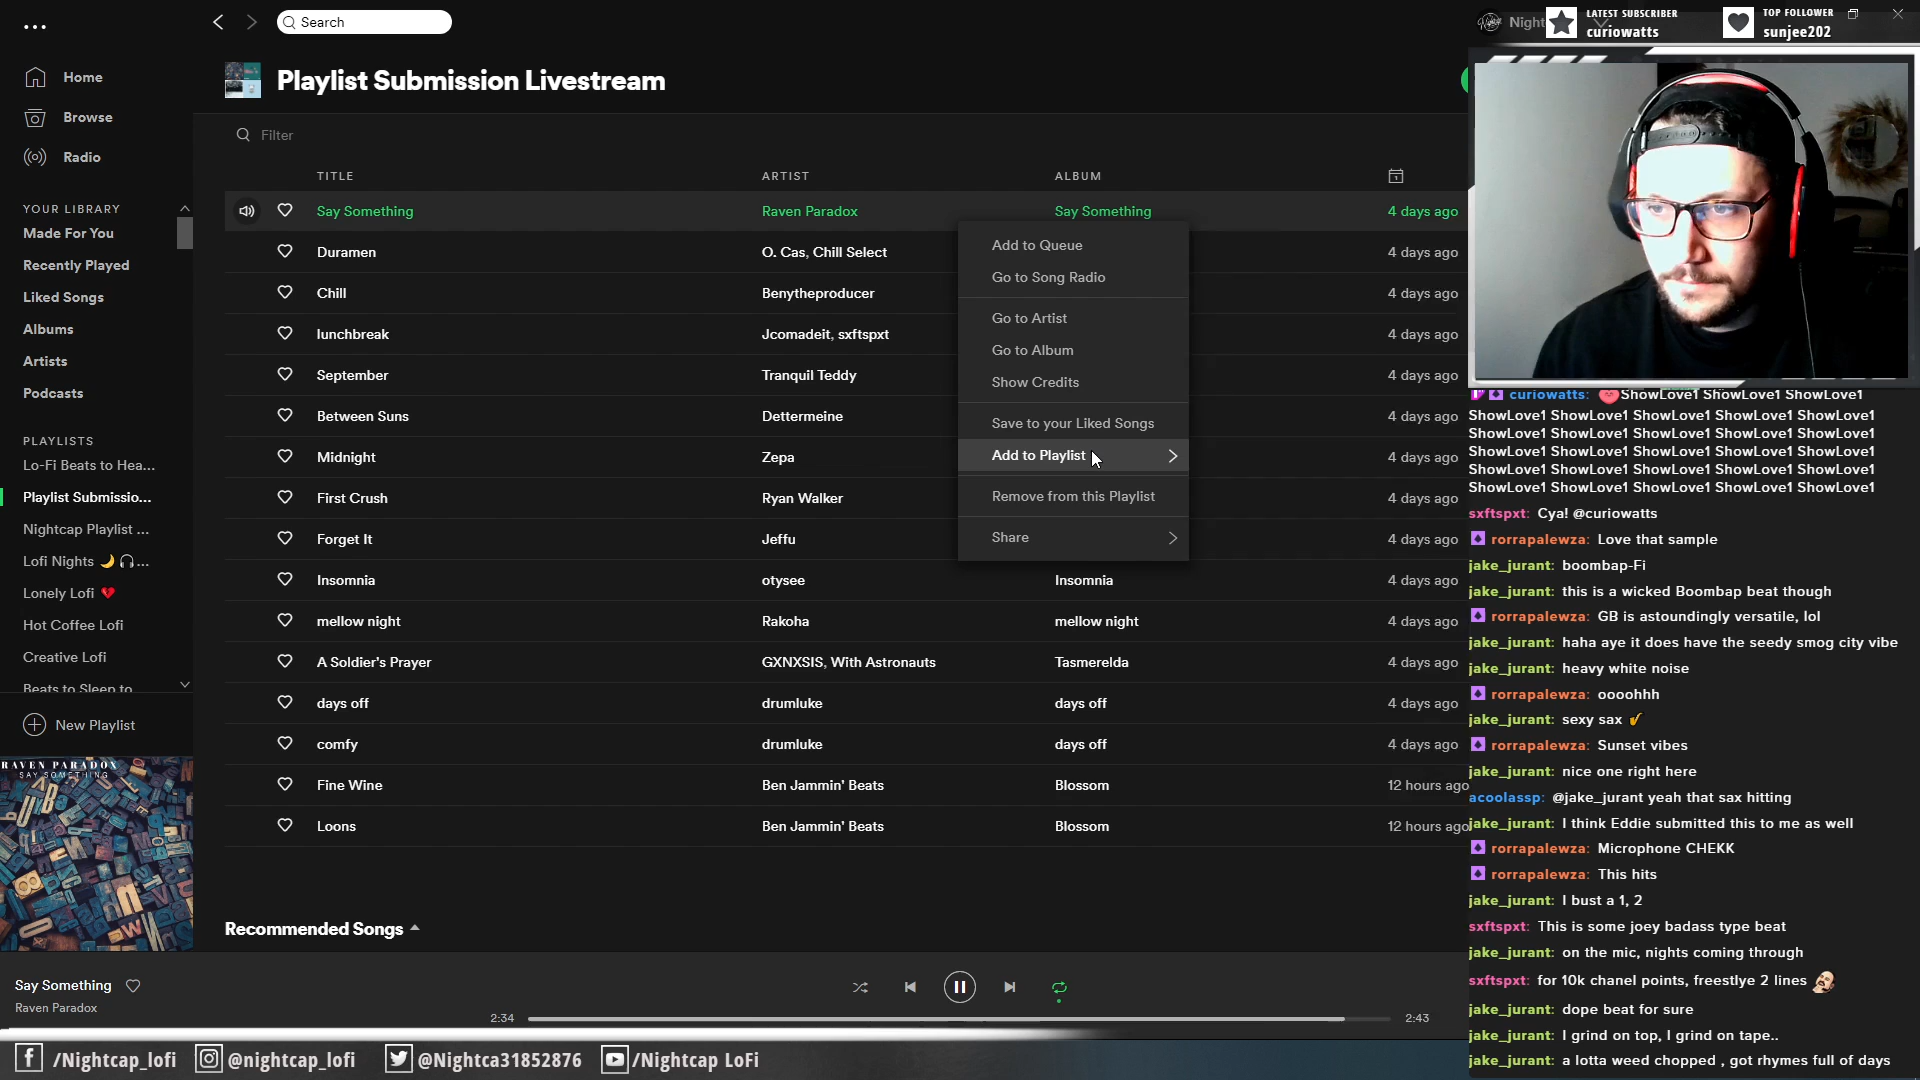 Search
Night
LATEST SUBSCRIBER
curiowatts
TOP FOLLOWER
sunjee202
Home
Browse
Radio
YOUR LIBRARY
Made For You
Recently Played
Liked Songs
Albums
Artists
Podcasts
PLAYLISTS
Lo-Fi Beats to Hea...
Playlist Submissio...
Nightcap Playlist ...
Lofi Nights 🌙🎧...
Lonely Lofi 💔
Hot Coffee Lofi
Creative Lofi
Beats to Sleep to
New Playlist
RAVEN PARADOX
SAY SOMETHING
Playlist Submission Livestream
Filter
TITLE ARTIST ALBUM
Say Something Raven Paradox Say Something 4 days ago
Duramen O. Cas, Chill Select 4 days ago
Chill Benytheproducer 4 days ago
lunchbreak Jcomadeit, sxftspxt 4 days ago
September Tranquil Teddy 4 days ago
Between Suns Dettermeine 4 days ago
Midnight Zepa 4 days ago
First Crush Ryan Walker 4 days ago
Forget It Jeffu 4 days ago
Insomnia otysee Insomnia 4 days ago
mellow night Rakoha mellow night 4 days ago
A Soldier's Prayer GXNXSIS, With Astronauts Tasmerelda 4 days ago
days off drumluke days off 4 days ago
comfy drumluke days off 4 days ago
Fine Wine Ben Jammin' Beats Blossom 12 hours ago
Loons Ben Jammin' Beats Blossom 12 hours ago
Add to Queue
Go to Song Radio
Go to Artist
Go to Album
Show Credits
Save to your Liked Songs
Add to Playlist
Remove from this Playlist
Share
Recommended Songs
Say Something
Raven Paradox
2:34
2:43
/Nightcap_lofi
@nightcap_lofi
@Nightca31852876
/Nightcap LoFi
curiowatts: ShowLove1 ShowLove1 ShowLove1
ShowLove1 ShowLove1 ShowLove1 ShowLove1 ShowLove1
ShowLove1 ShowLove1 ShowLove1 ShowLove1 ShowLove1
ShowLove1 ShowLove1 ShowLove1 ShowLove1 ShowLove1
ShowLove1 ShowLove1 ShowLove1 ShowLove1 ShowLove1
ShowLove1 ShowLove1 ShowLove1 ShowLove1 ShowLove1
sxftspxt: Cya! @curiowatts
rorrapalewza: Love that sample
jake_jurant: boombap-Fi
jake_jurant: this is a wicked Boombap beat though
rorrapalewza: GB is astoundingly versatile, lol
jake_jurant: haha aye it does have the seedy smog city vibe
jake_jurant: heavy white noise
rorrapalewza: oooohhh
jake_jurant: sexy sax 🎷
rorrapalewza: Sunset vibes
jake_jurant: nice one right here
acoolassp: @jake_jurant yeah that sax hitting
jake_jurant: I think Eddie submitted this to me as well
rorrapalewza: Microphone CHEKK
rorrapalewza: This hits
jake_jurant: I bust a 1, 2
sxftspxt: This is some joey badass type beat
jake_jurant: on the mic, nights coming through
sxftspxt: for 10k chanel points, freestlye 2 lines
jake_jurant: dope beat for sure
jake_jurant: I grind on top, I grind on tape..
jake_jurant: a lotta weed chopped , got rhymes full of days